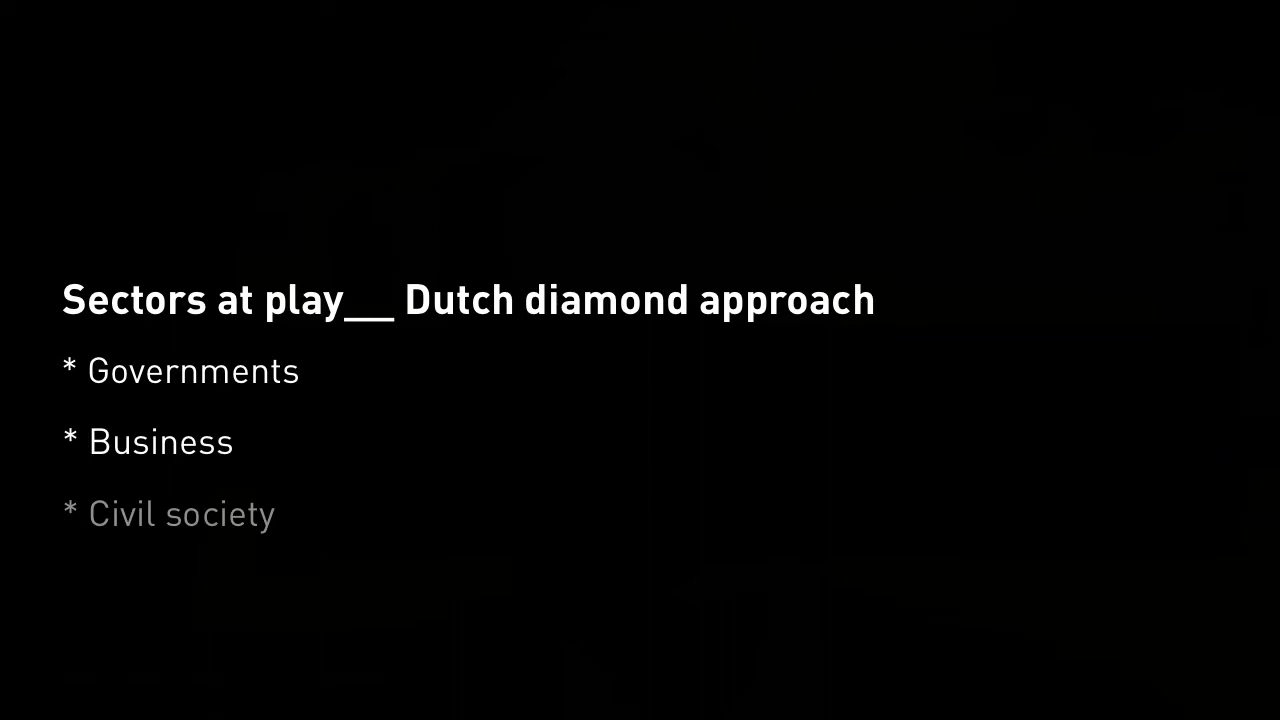 Sectors at play__ Dutch diamond approach
* Governments
* Business
* Civil society